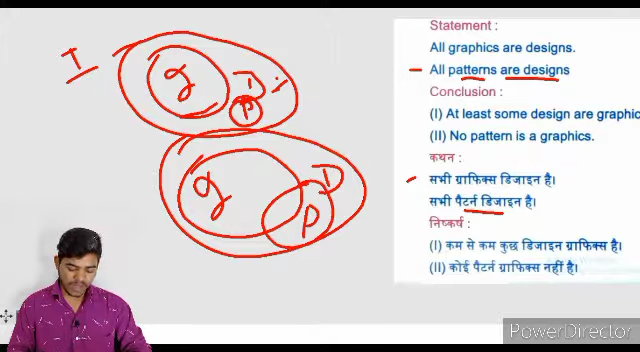 Statement:
All graphics are designs.
All patterns are designs
Conclusion:
(I) At least some design are graphic
(II) No pattern is a graphics.
कथन :
सभी ग्राफिक्स डिजाइन है।
सभी पैटर्न डिजाइन है।
निष्कर्ष :
(I) कम से कम कुछ डिजाइन ग्राफिक्स है।
(II) कोई पैटर्न ग्राफिक्स नहीं है।
I
g
D
P
g
D
P
PowerDirector